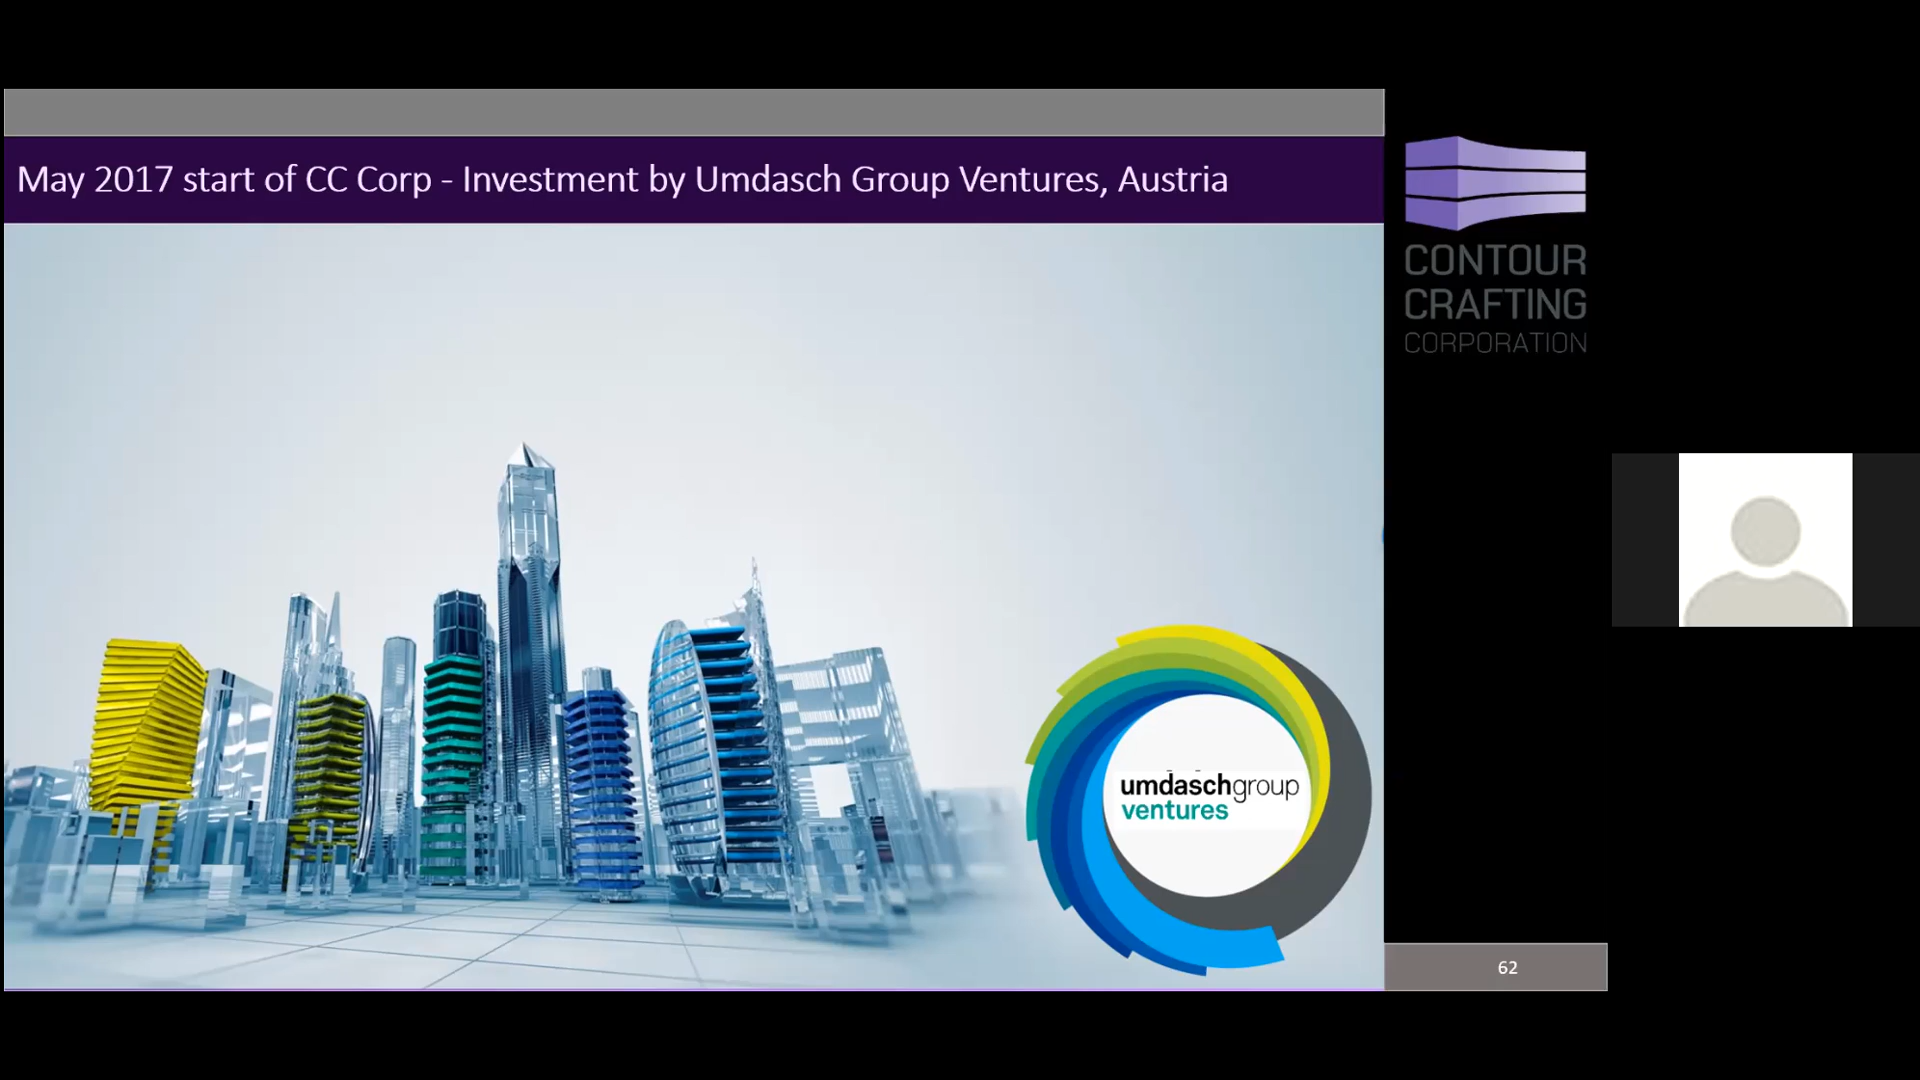 May 2017 start of CC Corp - Investment by Umdasch Group Ventures, Austria
CONTOUR
CRAFTING
CORPORATION
umdaschgroup
ventures
62